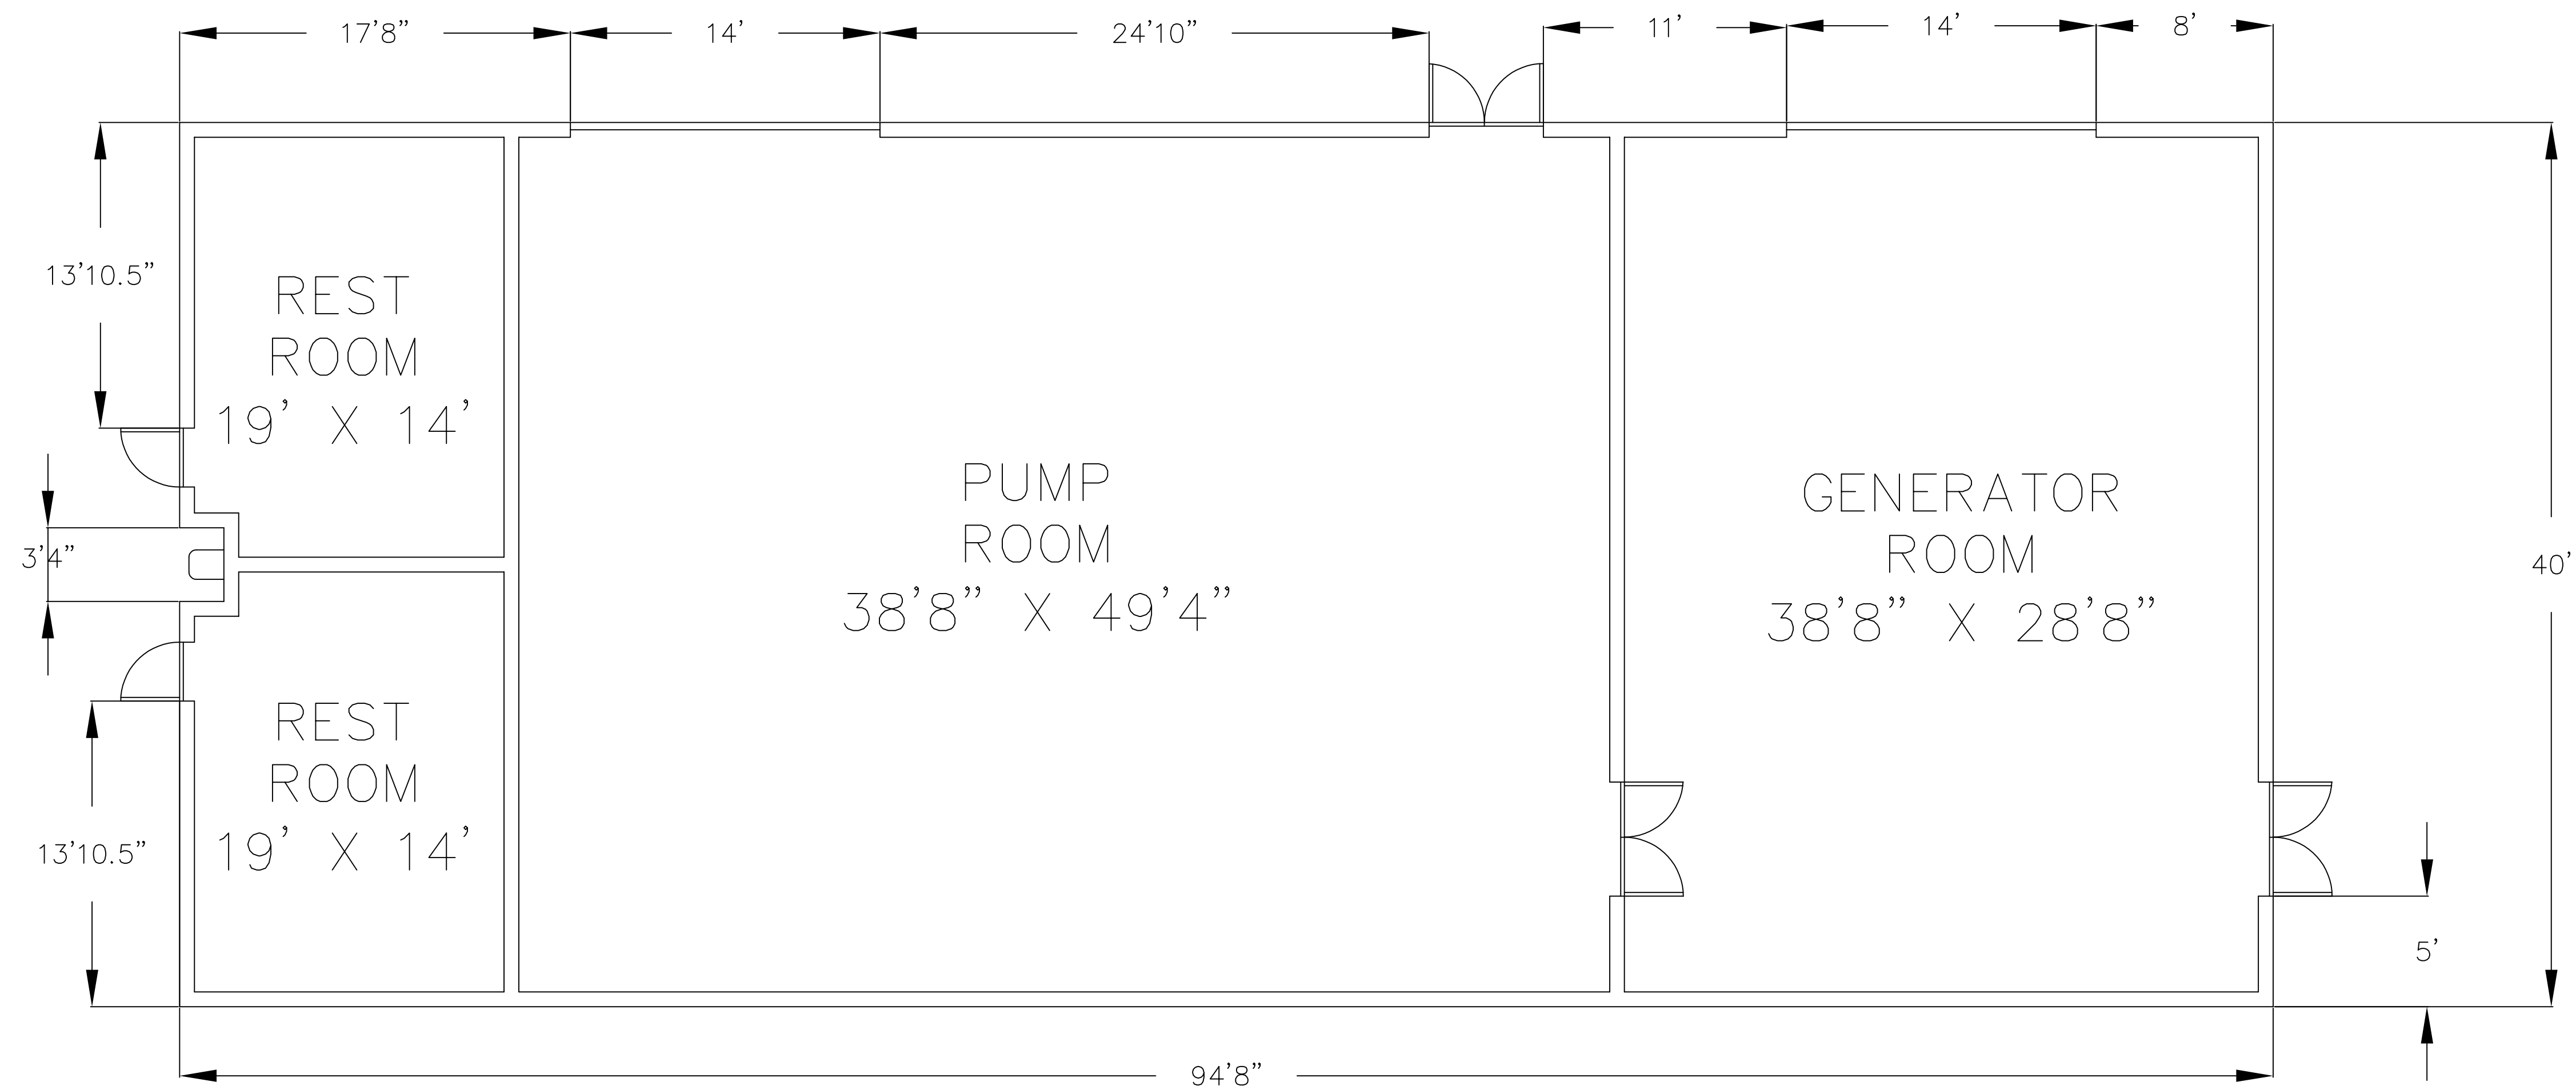 17'8" 14' 24'10" 11' 14' 8'
13'10.5"
REST
ROOM
19' X 14'
PUMP
ROOM
38'8" X 49'4"
GENERATOR
ROOM
38'8" X 28'8"
3'4"
40'
REST
ROOM
19' X 14'
13'10.5"
5'
94'8"